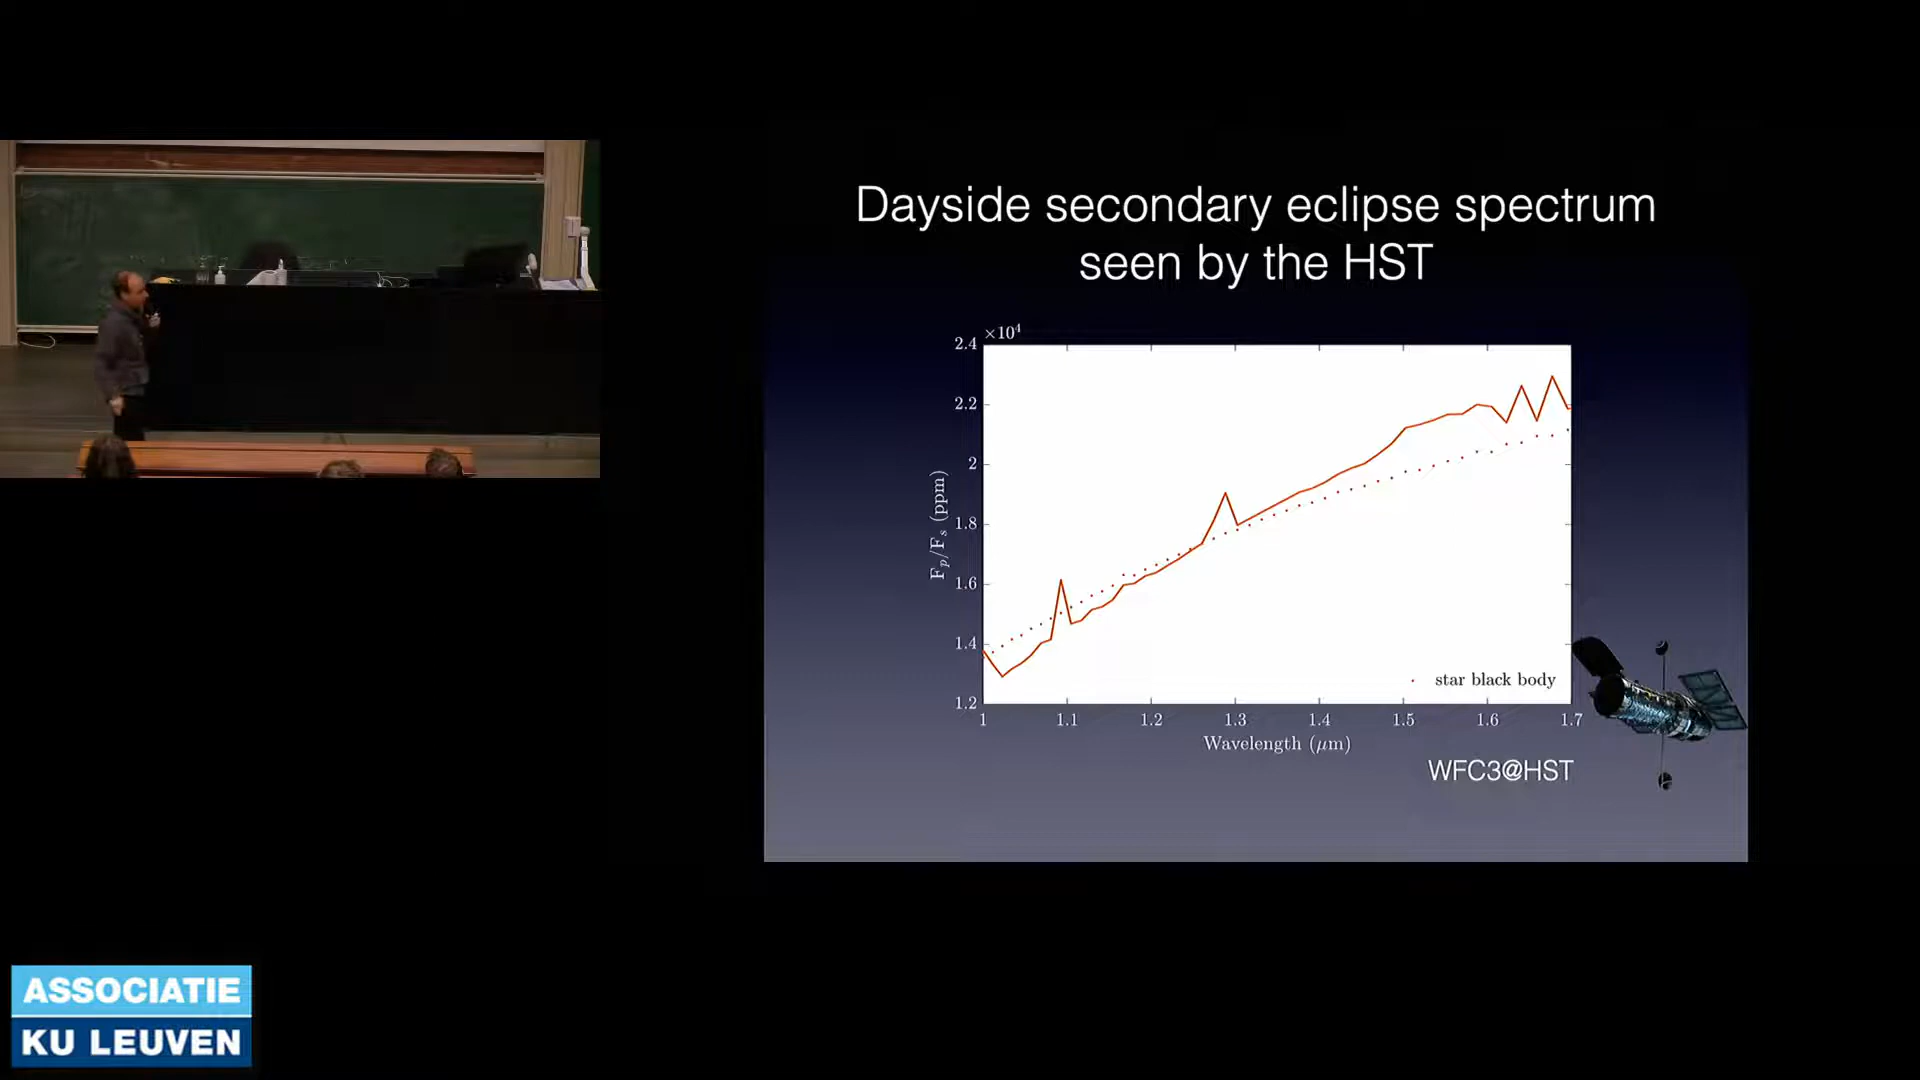 Dayside secondary eclipse spectrum
seen by the HST
×10⁴
2.4
2.2
2
1.8
1.6
1.4
1.2
Fₚ/Fₛ (ppm)
star black body
1 1.1 1.2 1.3 1.4 1.5 1.6 1.7
Wavelength (μm)
WFC3@HST
ASSOCIATIE
KU LEUVEN